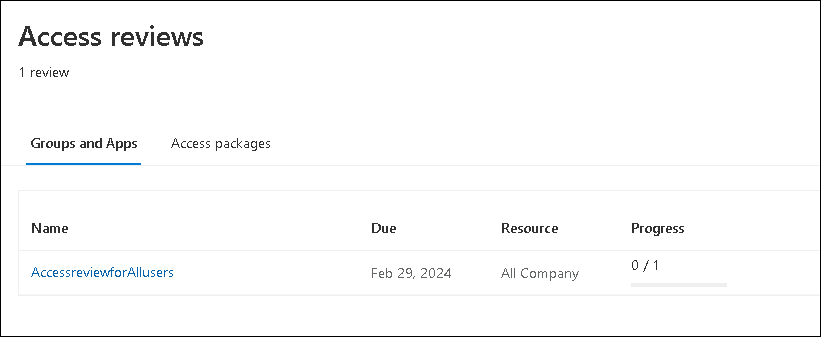 Access reviews
1 review
Groups and Apps Access packages
Name Due Resource Progress
AccessreviewforAllusers Feb 29, 2024 All Company 0 / 1